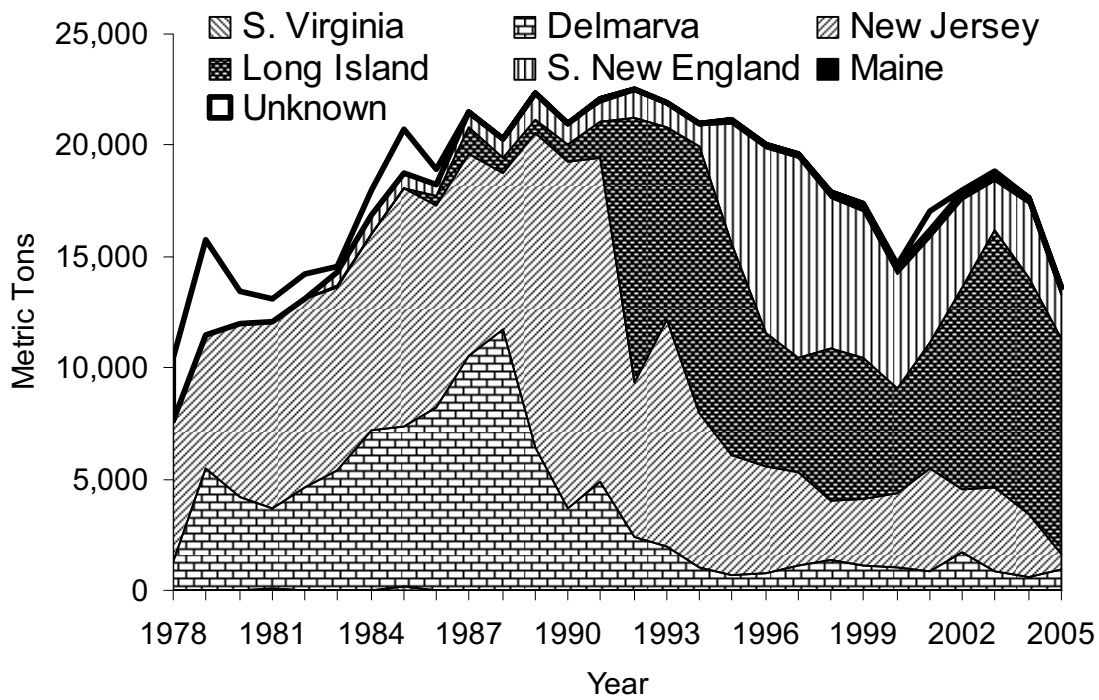 25,000
S. Virginia Delmarva New Jersey
Long Island S. New England Maine
Unknown
20,000
15,000
10,000
5,000
0
Metric Tons
1978 1981 1984 1987 1990 1993 1996 1999 2002 2005
Year